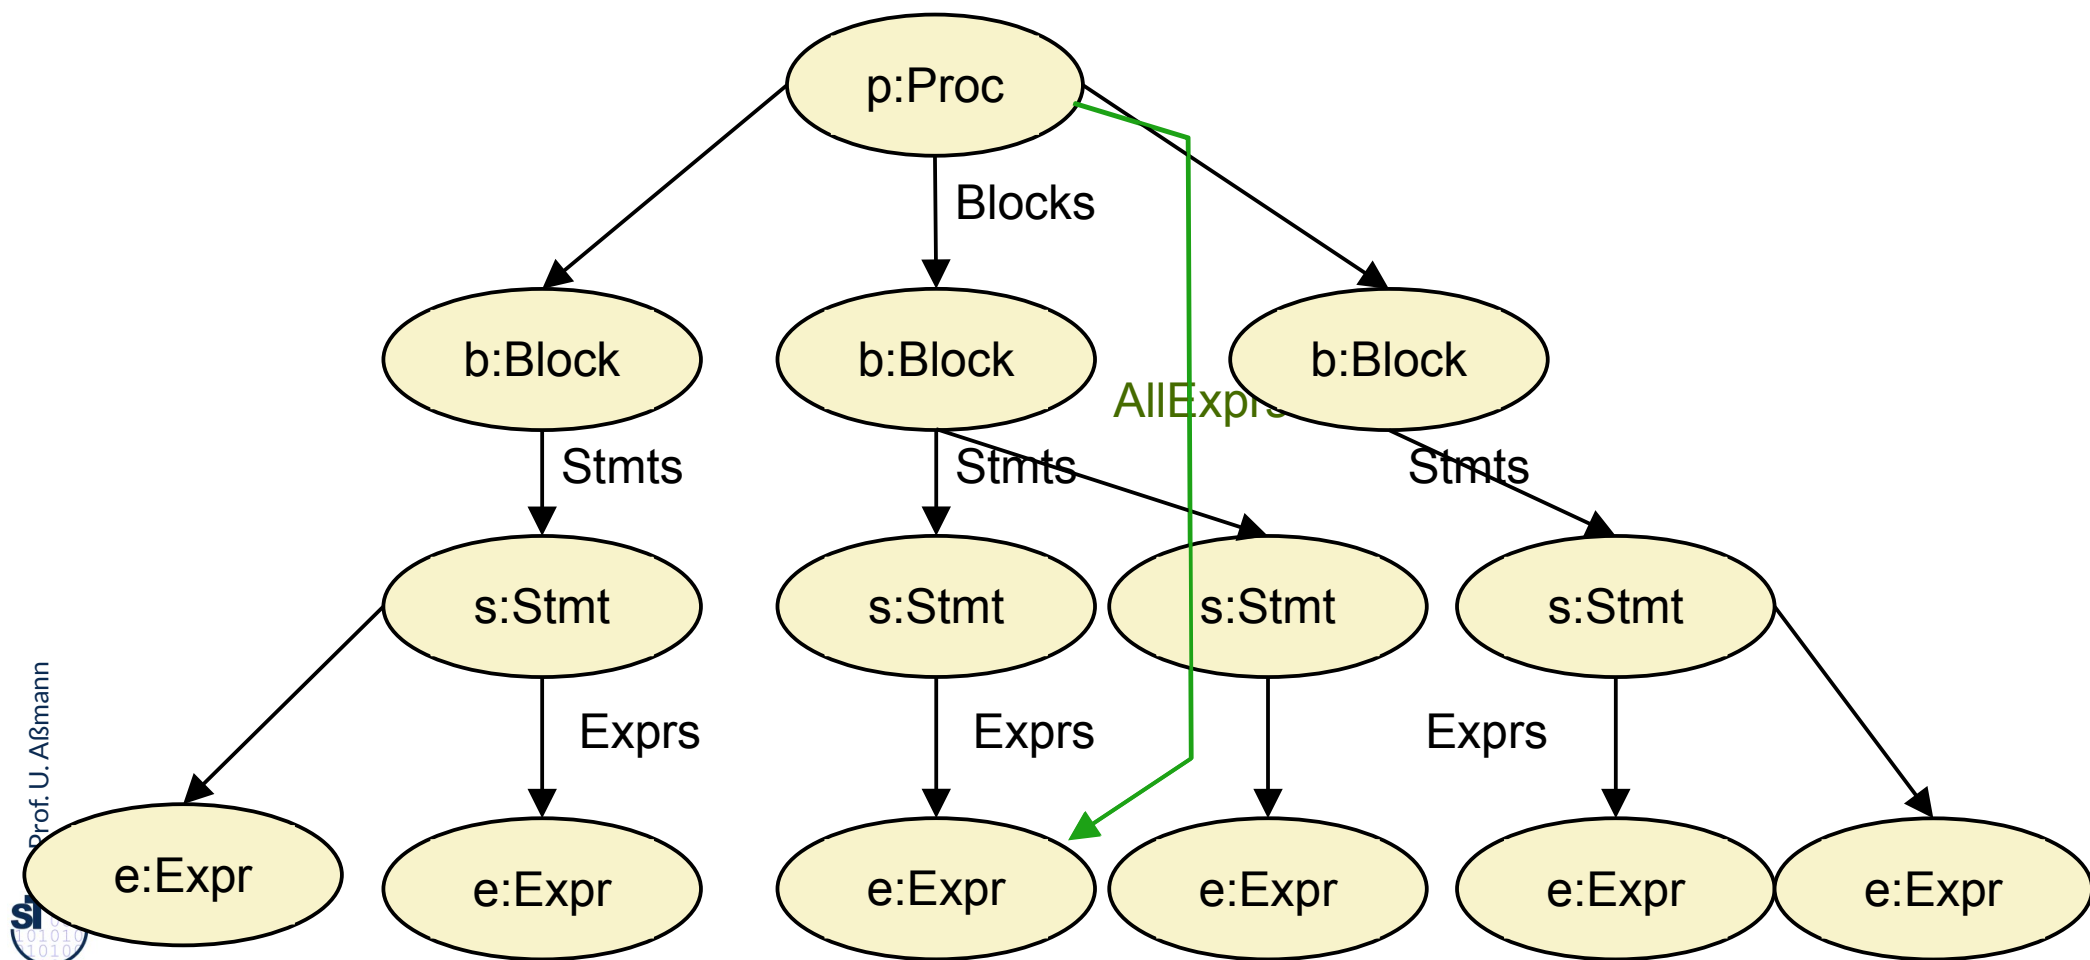 p:Proc
Blocks
b:Block
b:Block
b:Block
AllExprs
Stmts
Stmts
Stmts
s:Stmt
s:Stmt
s:Stmt
s:Stmt
Exprs
Exprs
Exprs
e:Expr
e:Expr
e:Expr
e:Expr
e:Expr
e:Expr
Prof. U. Aßmann